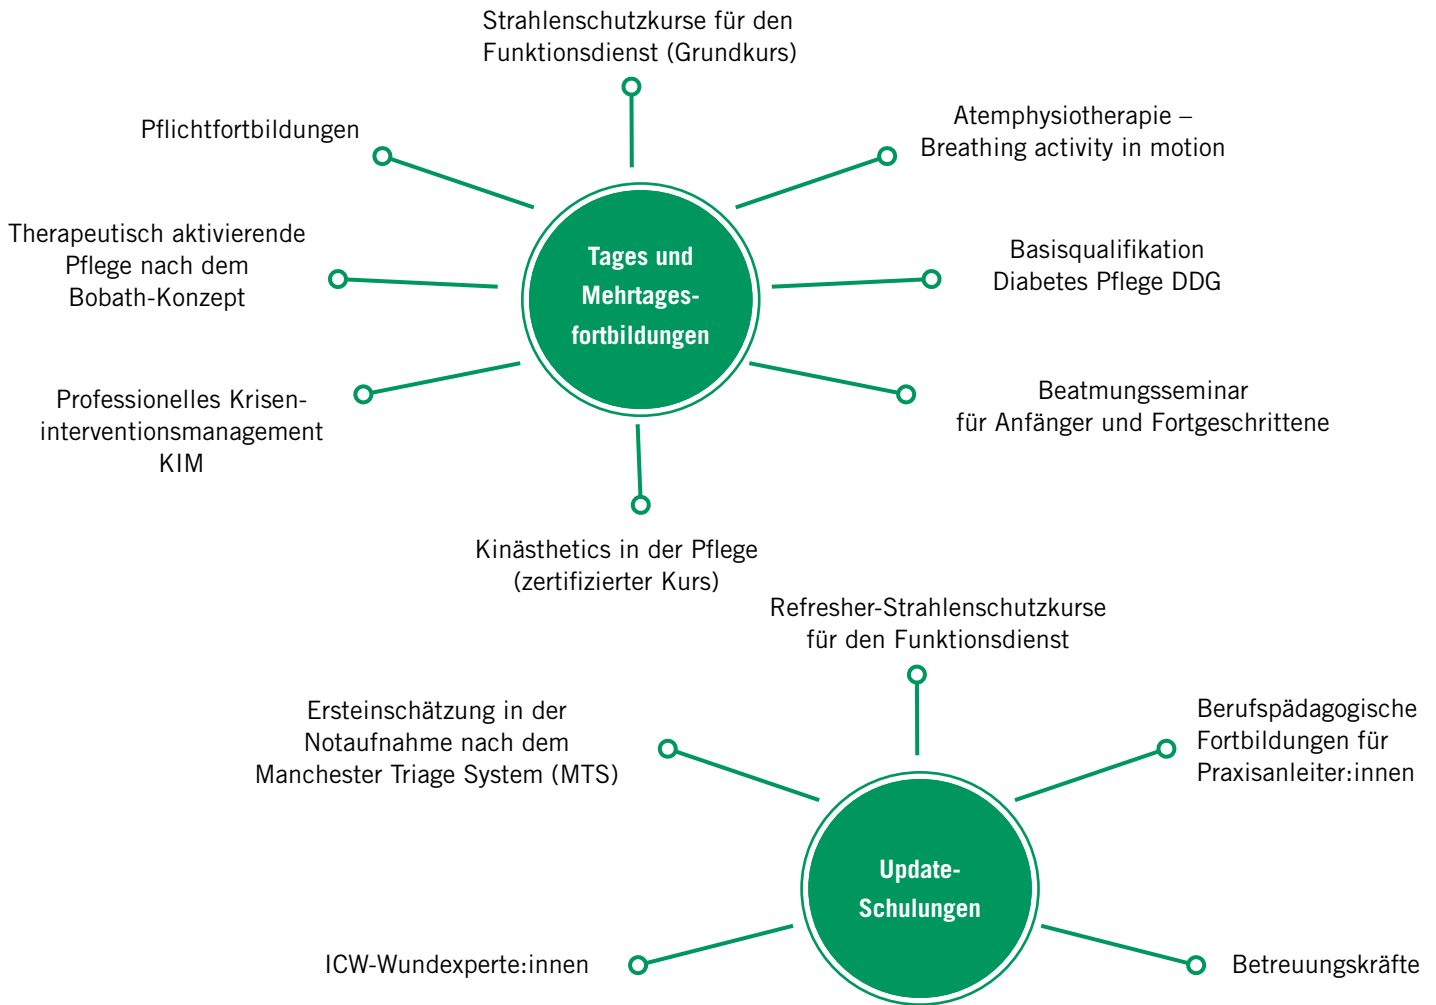 Strahlenschutzkurse für den
Funktionsdienst (Grundkurs)
Pflichtfortbildungen
Atemphysiotherapie –
Breathing activity in motion
Therapeutisch aktivierende
Pflege nach dem
Bobath-Konzept
Tages und
Mehrtages-
fortbildungen
Basisqualifikation
Diabetes Pflege DDG
Professionelles Krisen-
interventionsmanagement
KIM
Beatmungsseminar
für Anfänger und Fortgeschrittene
Kinästhetics in der Pflege
(zertifizierter Kurs)
Refresher-Strahlenschutzkurse
für den Funktionsdienst
Ersteinschätzung in der
Notaufnahme nach dem
Manchester Triage System (MTS)
Berufspädagogische
Fortbildungen für
Praxisanleiter:innen
Update-
Schulungen
ICW-Wundexperte:innen
Betreuungskräfte